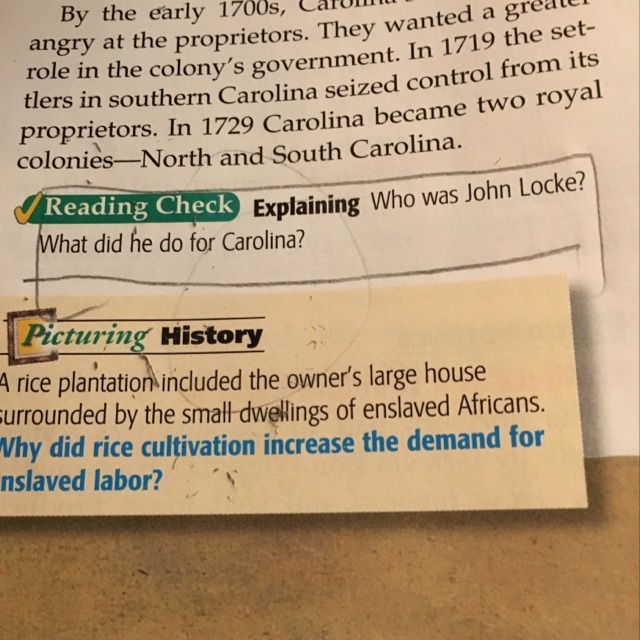 By the early 1700s,
angry at the proprietors. They wanted a greater
role in the colony's government. In 1719 the set-
tlers in southern Carolina seized control from its
proprietors. In 1729 Carolina became two royal
colonies—North and South Carolina.
Reading Check Explaining Who was John Locke?
What did he do for Carolina?
Picturing History
A rice plantation included the owner's large house
surrounded by the small dwellings of enslaved Africans.
Why did rice cultivation increase the demand for
nslaved labor?